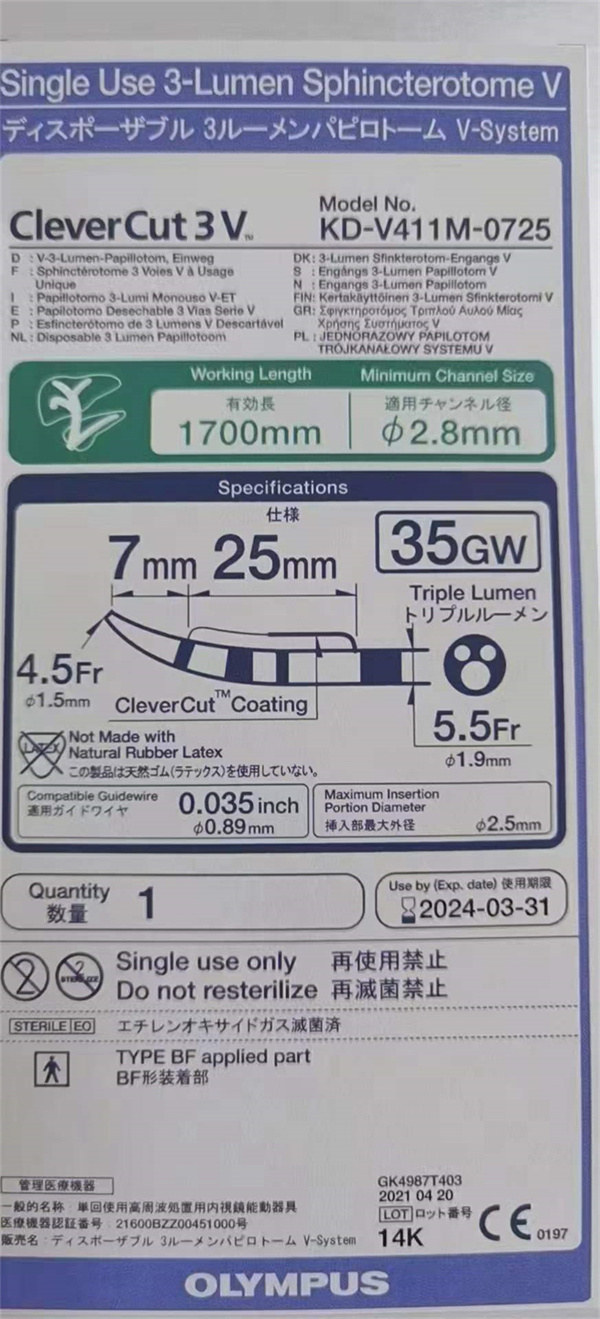 Single Use 3-Lumen Sphincterotome V
ディスポーザブル 3ルーメンパピロトーム V-System
CleverCut 3 V™
Model No.
KD-V411M-0725
D : V-3-Lumen-Papillotom, Einweg
F : Sphinctérotome 3 Voies V à Usage
Unique
I : Papillotomo 3-Lumi Monouso V-ET
E : Papilotomo Desechable 3 Vias Serie V
P : Esfincterótomo de 3 Lumens V Descartável
NL : Disposable 3 Lumen Papillotoom
DK: 3-Lumen Sfinkterotom-Engangs V
S : Engångs 3-Lumen Papillotom V
N : Engangs 3-Lumen Papillotom
FIN: Kertakäyttöinen 3-Lumen Sfinkterotomi V
GR: Σφιγκτηροτόμος Τριπλού Αυλού Μίας
Χρήσης Συστήματος V
PL : JEDNORAZOWY PAPILOTOM
TRÓJKANAŁOWY SYSTEMU V
Working Length
有効長
1700mm
Minimum Channel Size
適用チャンネル径
φ2.8mm
Specifications
仕様
35GW
7mm 25mm
Triple Lumen
トリプルルーメン
4.5Fr
φ1.5mm
CleverCut™Coating
5.5Fr
φ1.9mm
LATEX
Not Made with
Natural Rubber Latex
この製品は天然ゴム(ラテックス)を使用していない。
Compatible Guidewire
適用ガイドワイヤ
0.035inch
φ0.89mm
Maximum Insertion
Portion Diameter
挿入部最大外径
φ2.5mm
Quantity
数量
1
Use by (Exp. date) 使用期限
2024-03-31
2
2
STERILIZE
Single use only 再使用禁止
Do not resterilize 再滅菌禁止
STERILE EO エチレンオキサイドガス滅菌済
TYPE BF applied part
BF形装着部
管理医療機器
一般的名称 : 単回使用高周波処置用内視鏡能動器具
医療機器認証番号 : 21600BZZ00451000号
販売名 : ディスポーザブル 3ルーメンパピロトーム V-System
GK4987T403
2021 04 20
LOT ロット番号
14K
CE 0197
OLYMPUS